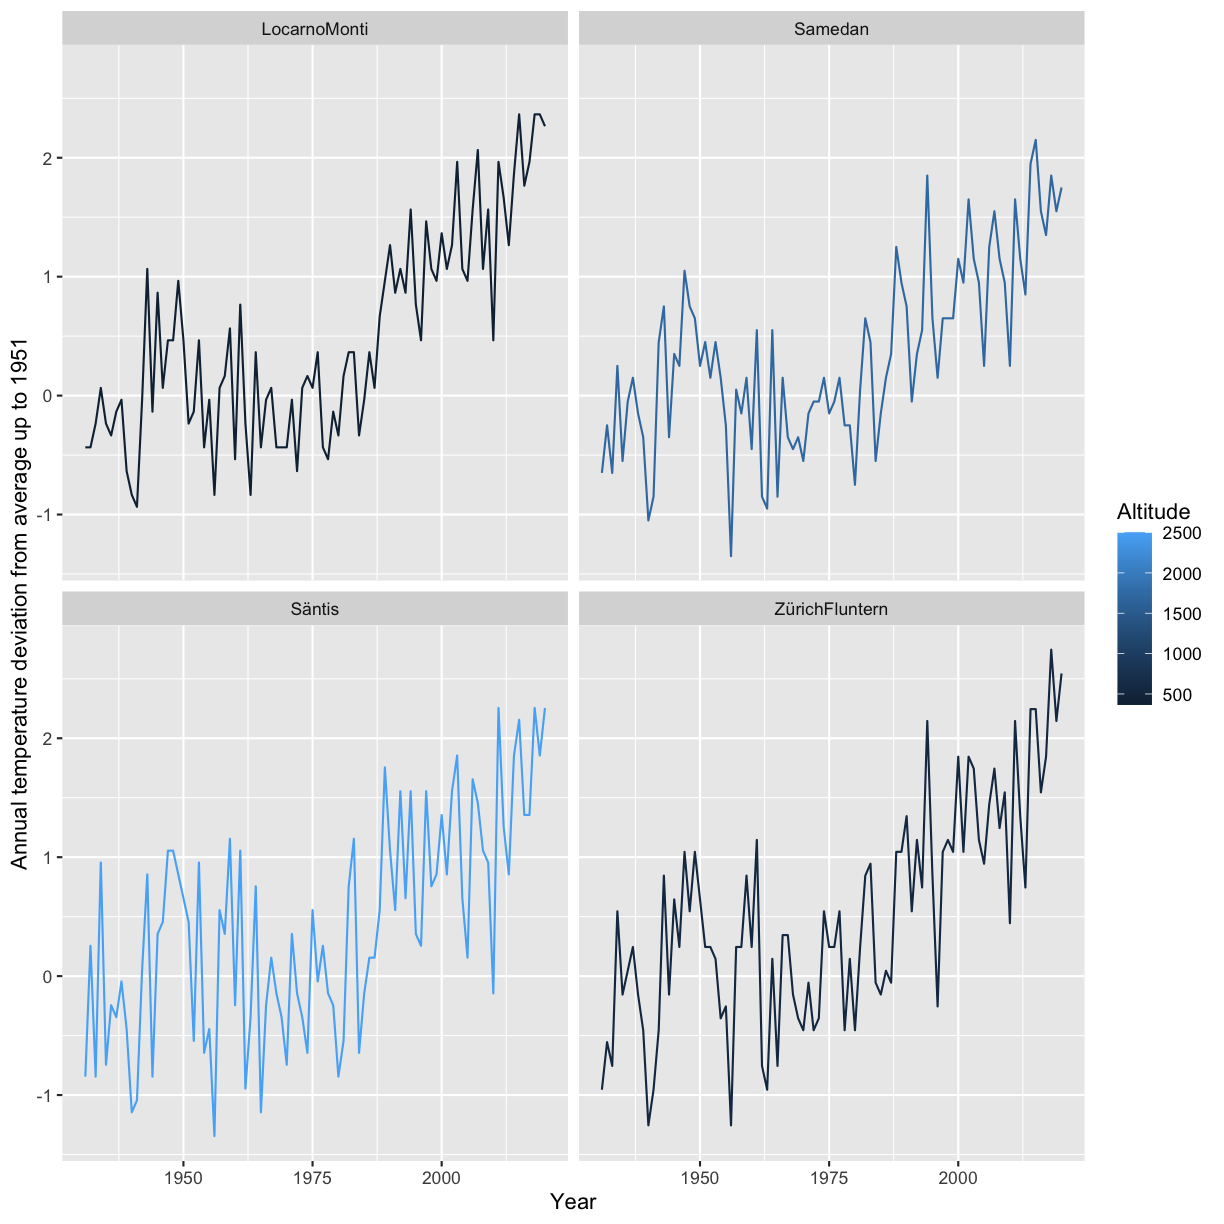 LocarnoMonti
Samedan
2
1
0
-1
Säntis
ZürichFluntern
2
1
0
-1
1950
1975
2000
1950
1975
2000
Year
Annual temperature deviation from average up to 1951
Altitude
2500
2000
1500
1000
500